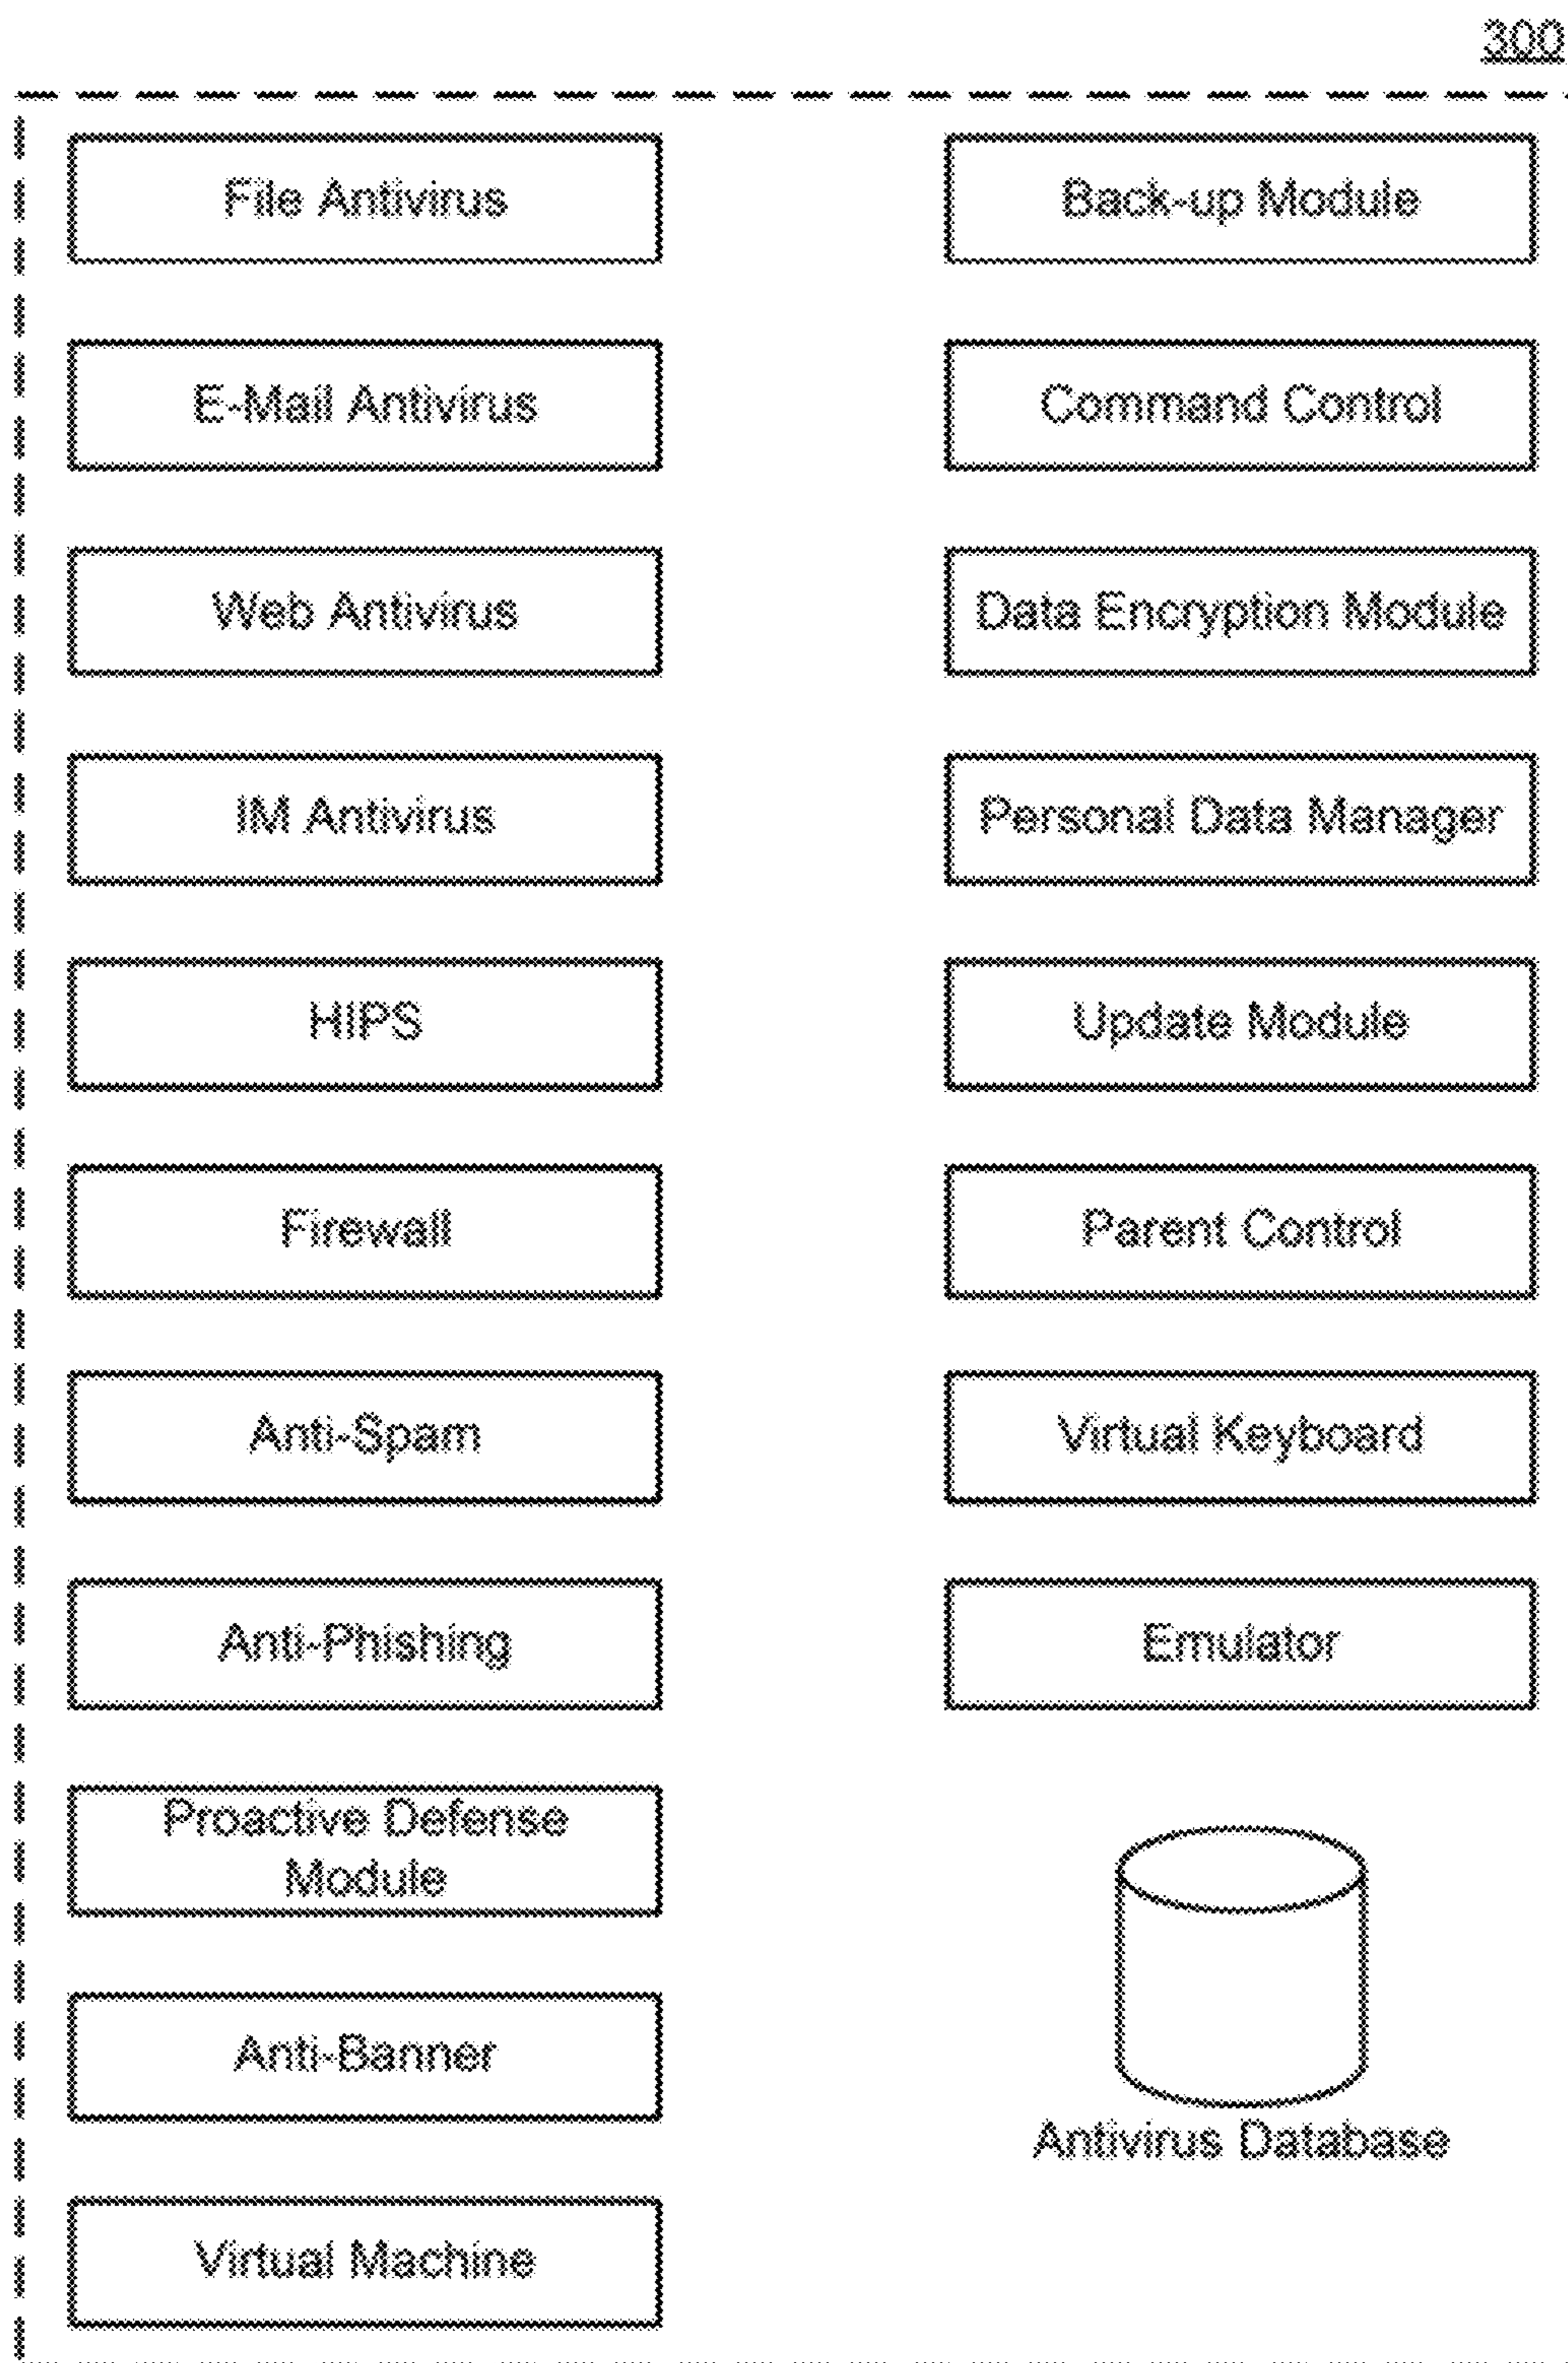 300
File Antivirus
E-Mail Antivirus
Web Antivirus
IM Antivirus
HIPS
Firewall
Anti-Spam
Anti-Phishing
Proactive Defense
Module
Anti-Banner
Virtual Machine
Back-up Module
Command Control
Data Encryption Module
Personal Data Manager
Update Module
Parent Control
Virtual Keyboard
Emulator
Antivirus Database